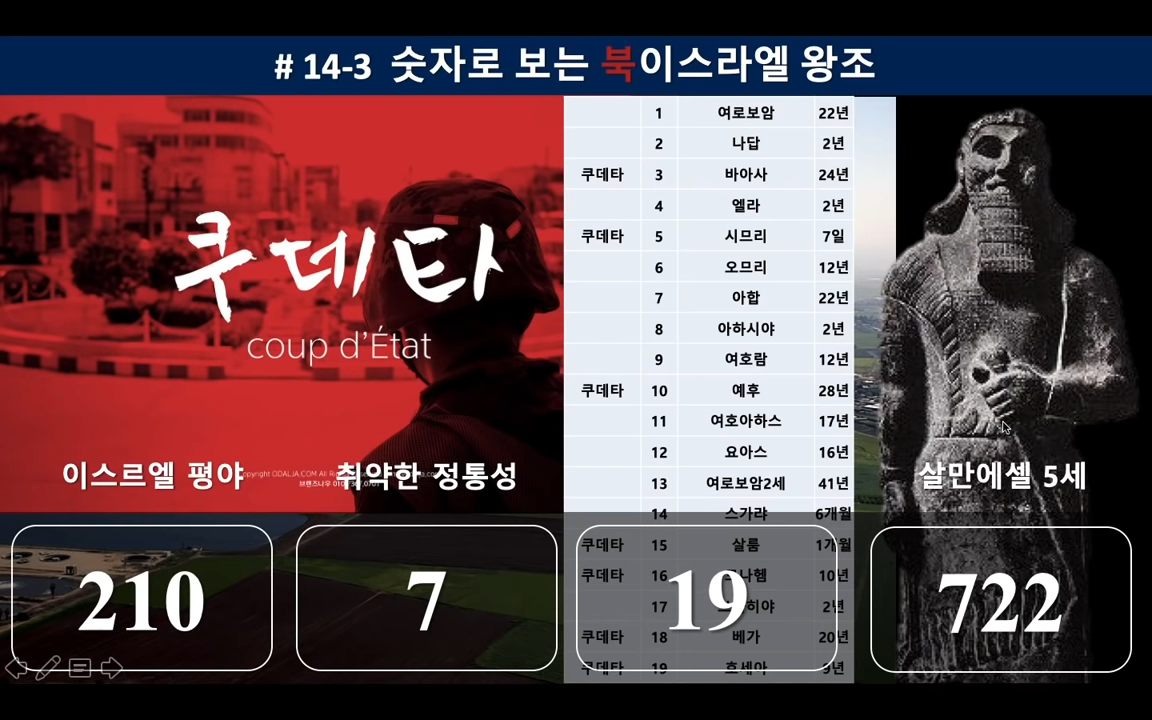 # 14-3 숫자로 보는 북이스라엘 왕조
쿠데타
coup d'État
이스르엘 평야
취약한 정통성
1 여로보암 22년
2 나답 2년
쿠데타 3 바아사 24년
4 엘라 2년
쿠데타 5 시므리 7일
6 오므리 12년
7 아합 22년
8 아하시야 2년
9 여호람 12년
쿠데타 10 예후 28년
11 여호아하스 17년
12 요아스 16년
13 여로보암2세 41년
14 스가랴 6개월
쿠데타 15 살룸 1개월
쿠데타 16 나헴 10년
17 히야 2년
쿠데타 18 베가 20년
쿠데타 19 호세아 9년
살만에셀 5세
210
7
19
722